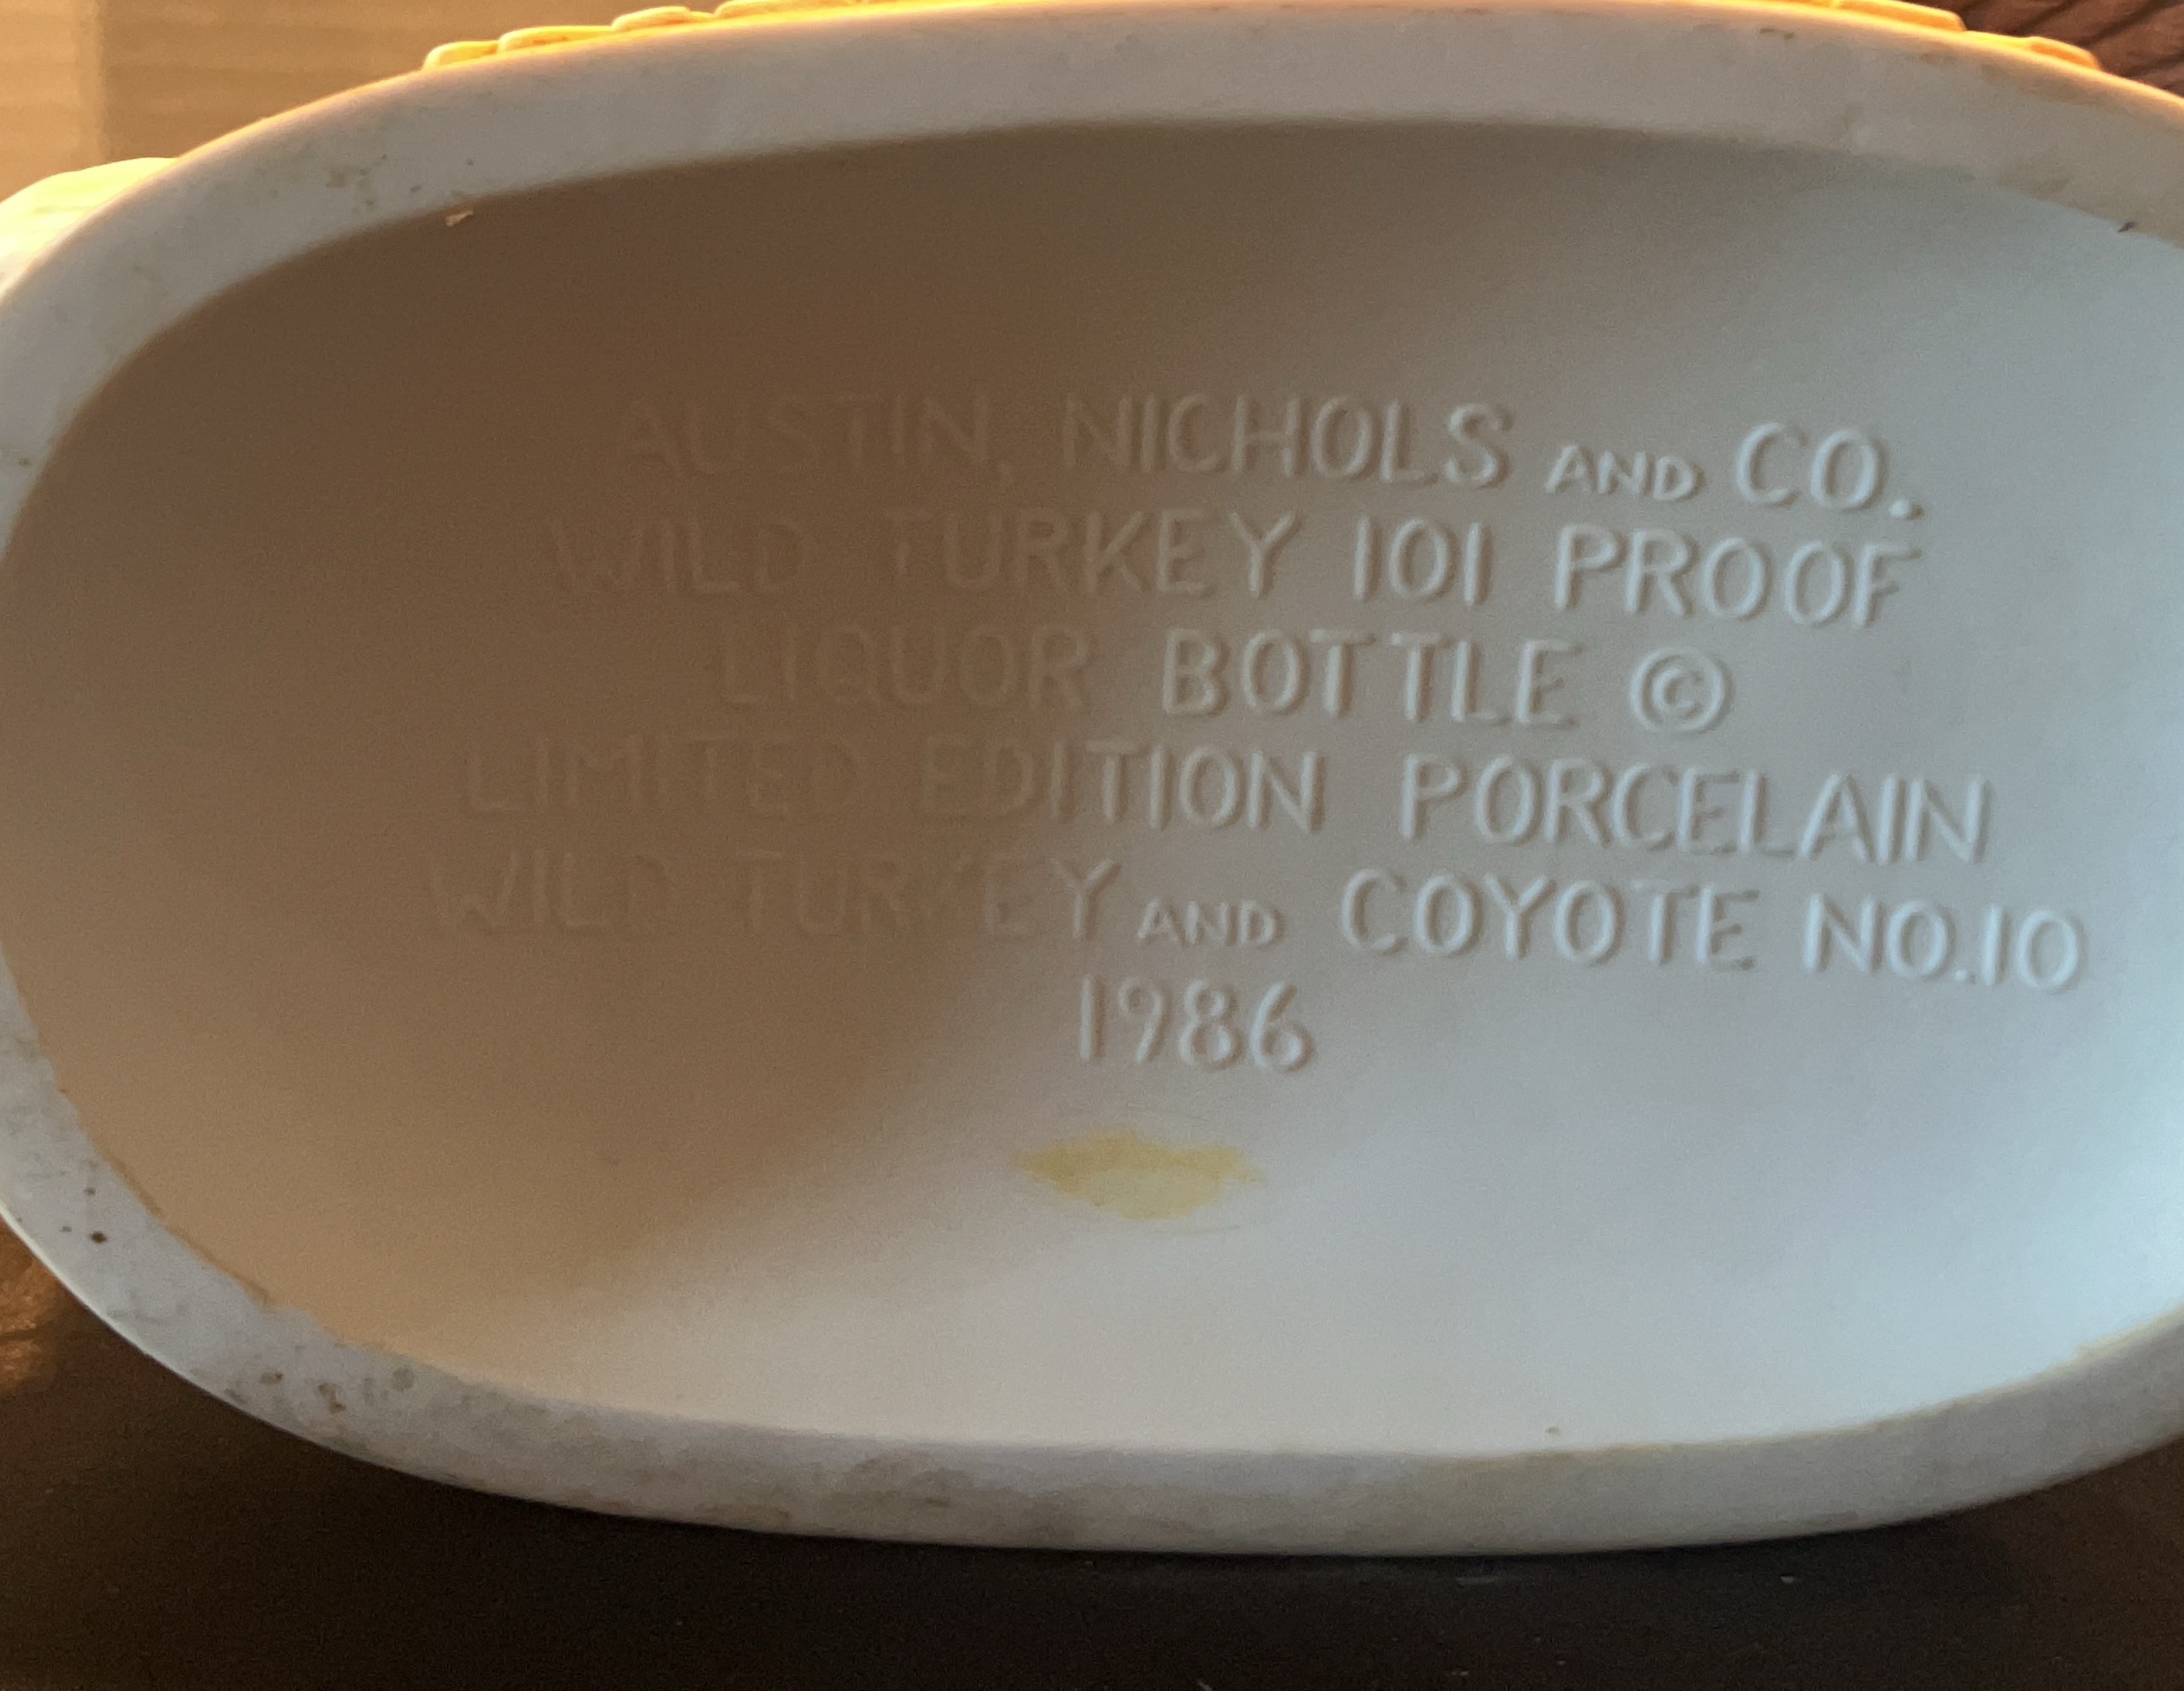 AUSTIN, NICHOLS AND CO.
WILD TURKEY 101 PROOF
LIQUOR BOTTLE ©
LIMITED EDITION PORCELAIN
WILD TURKEY AND COYOTE NO.10
1986